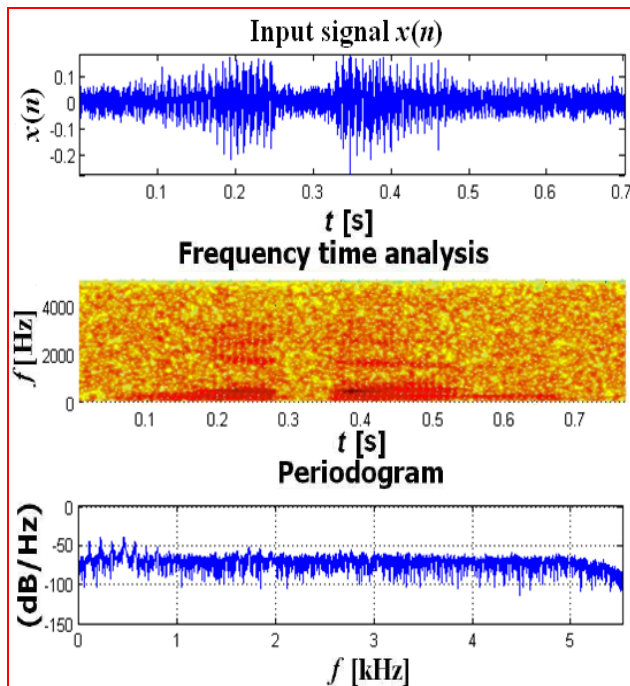 Input signal x(n)
x(n)
0.1
0
-0.1
-0.2
0.1 0.2 0.3 0.4 0.5 0.6 0.7
t [s]
Frequency time analysis
f [Hz]
4000
2000
0
0.1 0.2 0.3 0.4 0.5 0.6 0.7
t [s]
Periodogram
(dB/Hz)
0
-50
-100
-150
0 1 2 3 4 5
f [kHz]